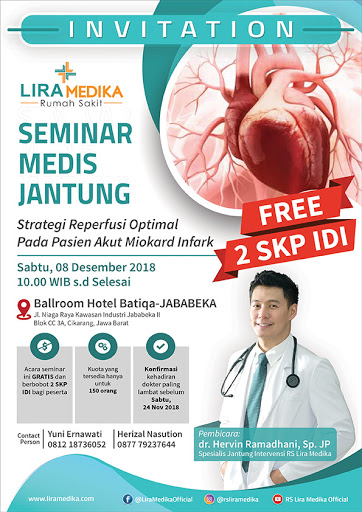 INVITATION
LIRA MEDIKA
Rumah Sakit
SEMINAR
MEDIS
JANTUNG
FREE
2 SKP IDI
Strategi Reperfusi Optimal
Pada Pasien Akut Miokard Infark
Sabtu, 08 Desember 2018
10.00 WIB s.d Selesai
Ballroom Hotel Batiqa-JABABEKA
Jl. Niaga Raya Kawasan Industri Jababeka II
Blok CC 3A, Cikarang, Jawa Barat
Acara seminar
ini GRATIS dan
berbobot 2 SKP
IDI bagi peserta
Kuota yang
tersedia hanya
untuk
150 orang
Konfirmasi
kehadiran
dokter paling
lambat sebelum
Sabtu,
24 Nov 2018
Contact
Person
Yuni Ernawati
0812 18736052
Herizal Nasution
0877 79237644
Pembicara:
dr. Hervin Ramadhani, Sp. JP
Spesialis Jantung Intervensi RS Lira Medika
www.liramedika.com
@LiraMedikaOfficial
@rsliramedika
RS Lira Medika Official